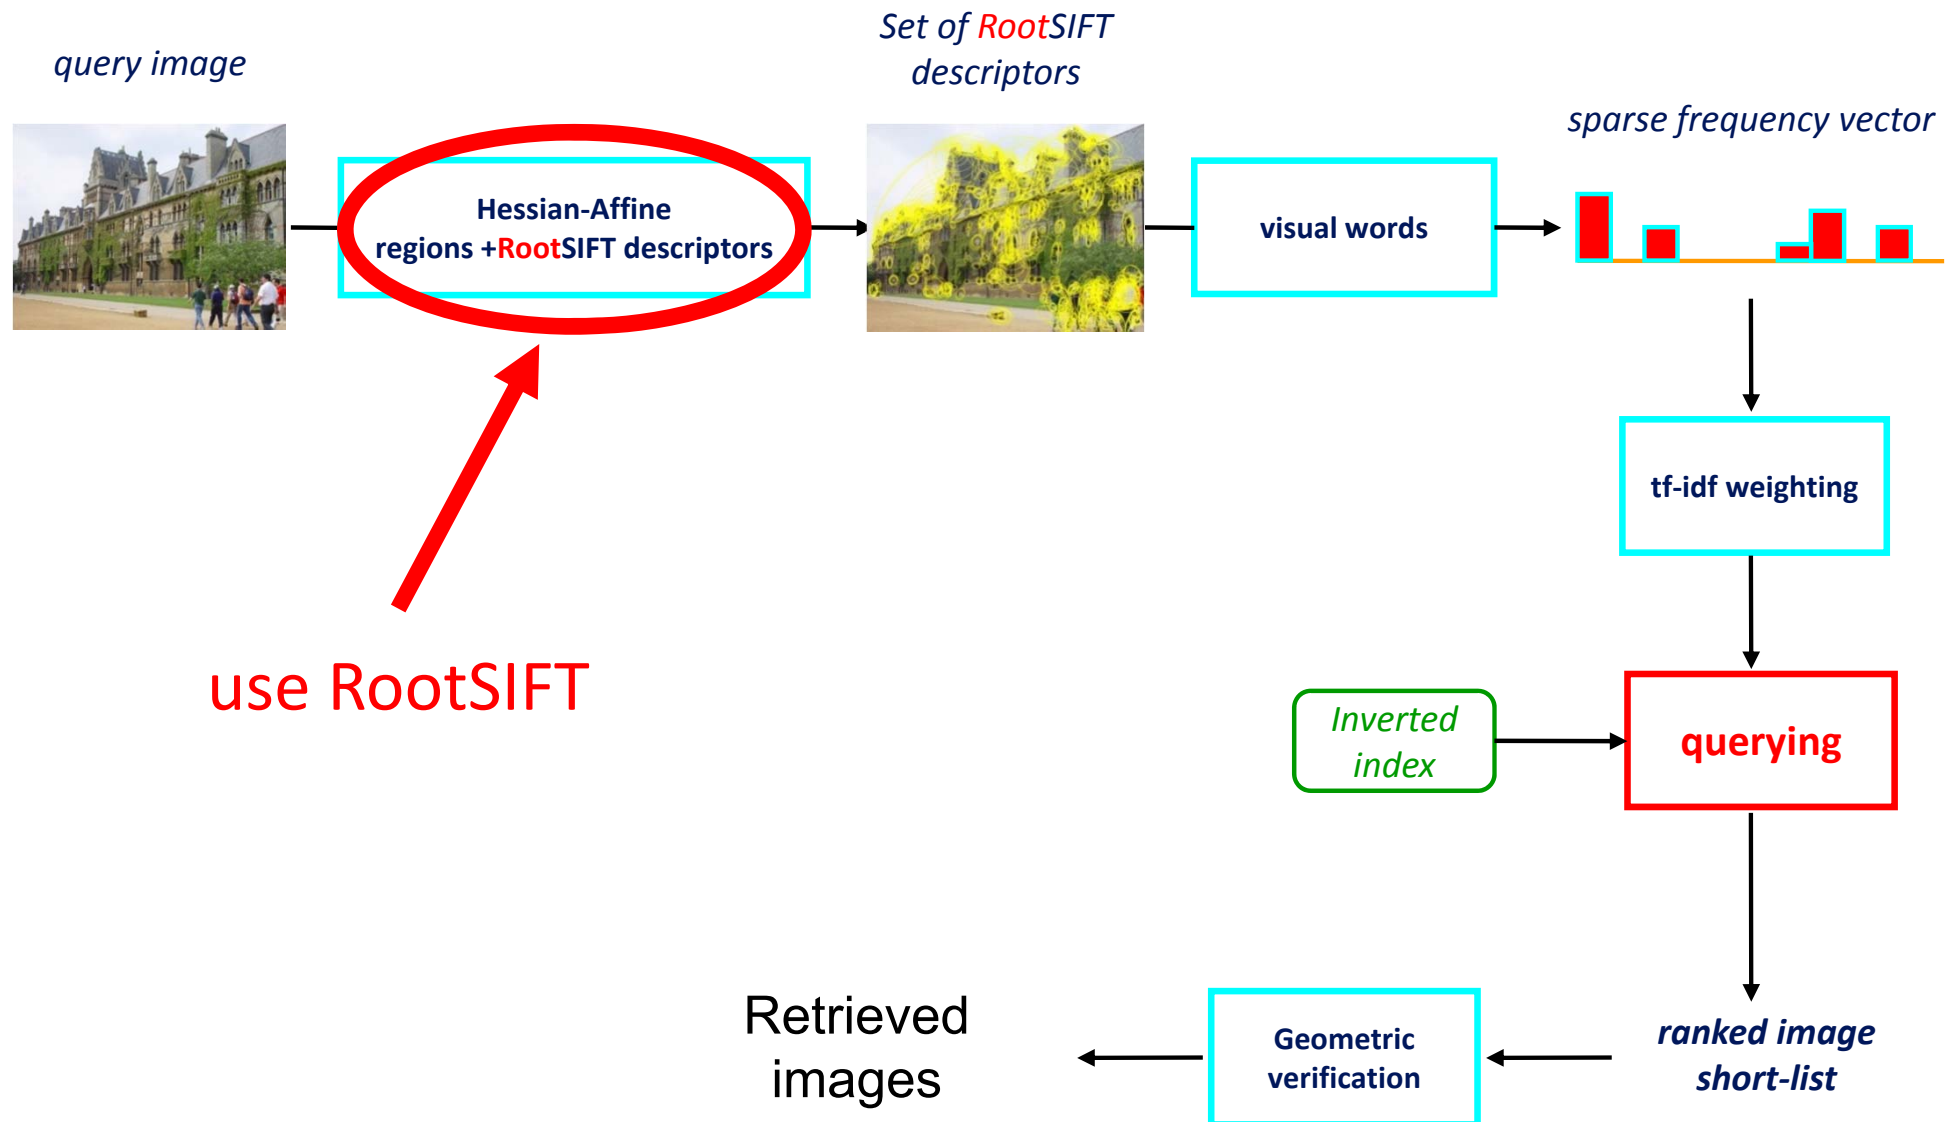 query image
Set of RootSIFT
descriptors
sparse frequency vector
Hessian-Affine
regions +RootSIFT descriptors
visual words
tf-idf weighting
use RootSIFT
Inverted
index
querying
ranked image
short-list
Geometric
verification
Retrieved
images